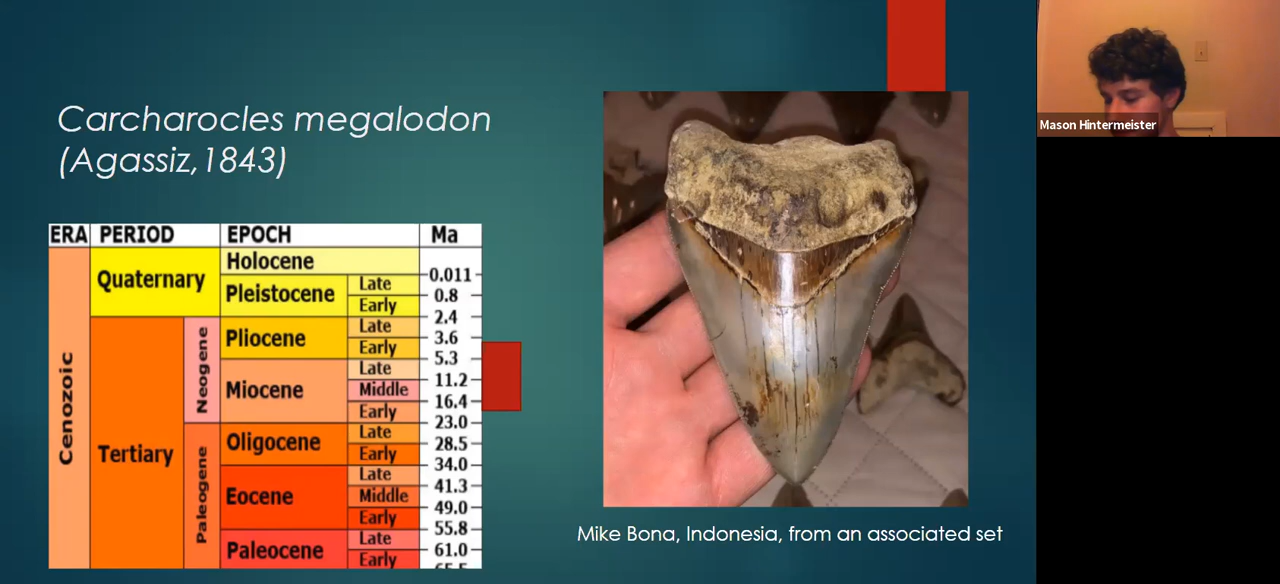 Carcharocles megalodon
(Agassiz,1843)
ERA PERIOD EPOCH Ma
Cenozoic
Quaternary
Tertiary
Neogene
Paleogene
Holocene
Pleistocene
Late
Early
Pliocene
Late
Early
Miocene
Late
Middle
Early
Oligocene
Late
Early
Eocene
Late
Middle
Early
Paleocene
Late
Early
0.011
0.8
2.4
3.6
5.3
11.2
16.4
23.0
28.5
34.0
41.3
49.0
55.8
61.0
65.5
Mike Bona, Indonesia, from an associated set
Mason Hintermeister